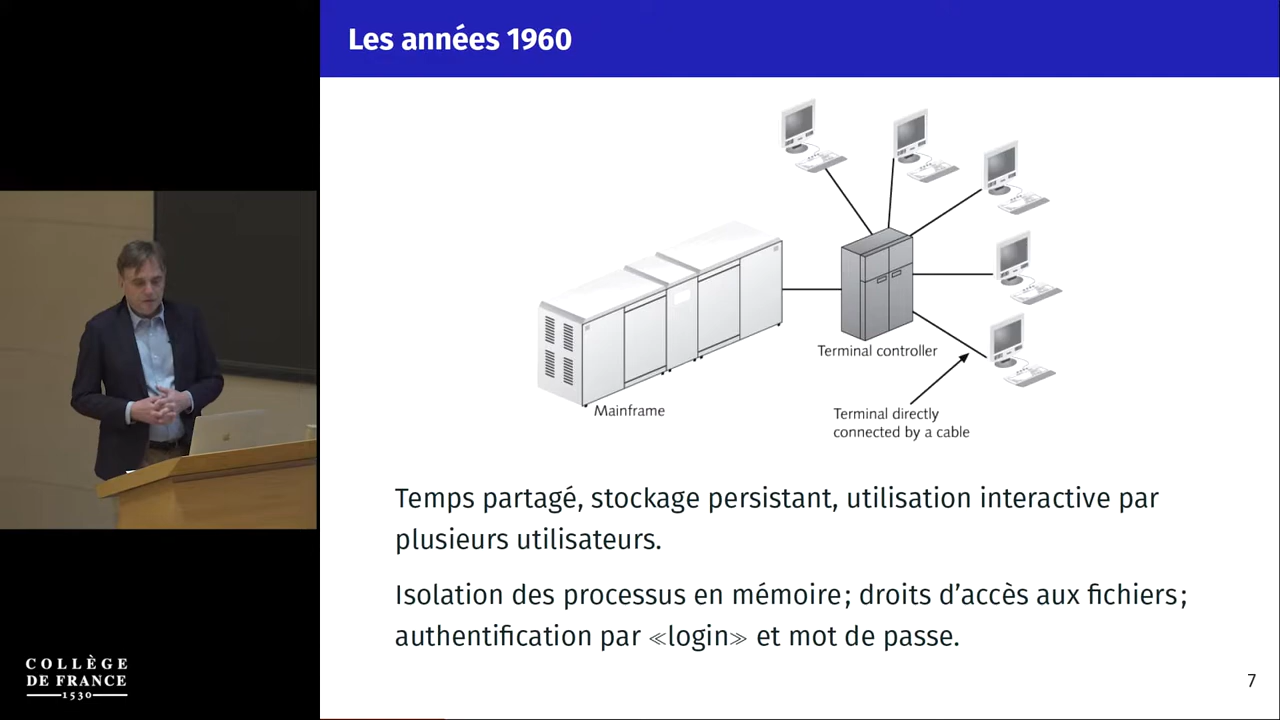 Les années 1960
Terminal controller
Mainframe
Terminal directly
connected by a cable
Temps partagé, stockage persistant, utilisation interactive par
plusieurs utilisateurs.
Isolation des processus en mémoire ; droits d’accès aux fichiers ;
authentification par «login» et mot de passe.
COLLÈGE
DE FRANCE
1530
7